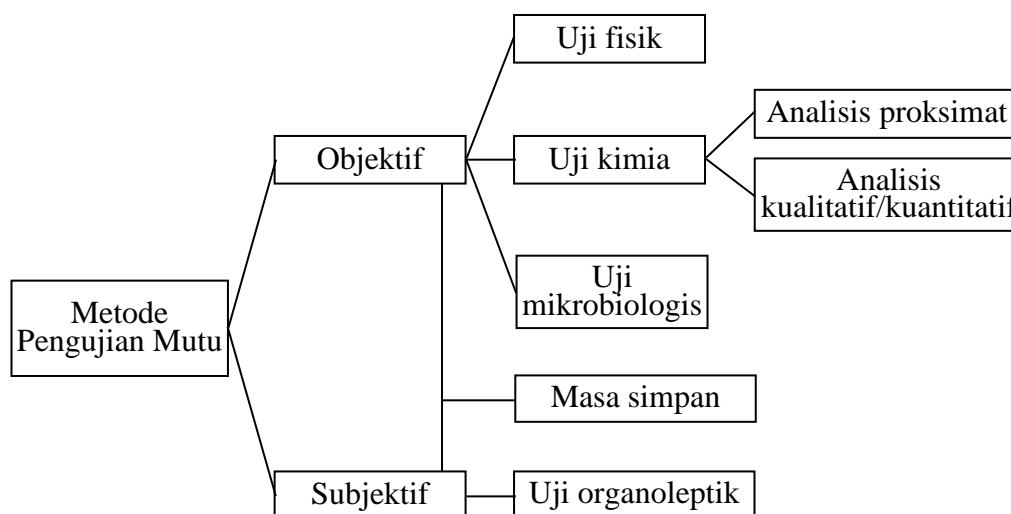 Uji fisik
Analisis proksimat
Objektif
Uji kimia
Analisis
kualitatif/kuantitatif
Uji
mikrobiologis
Metode
Pengujian Mutu
Masa simpan
Subjektif
Uji organoleptik